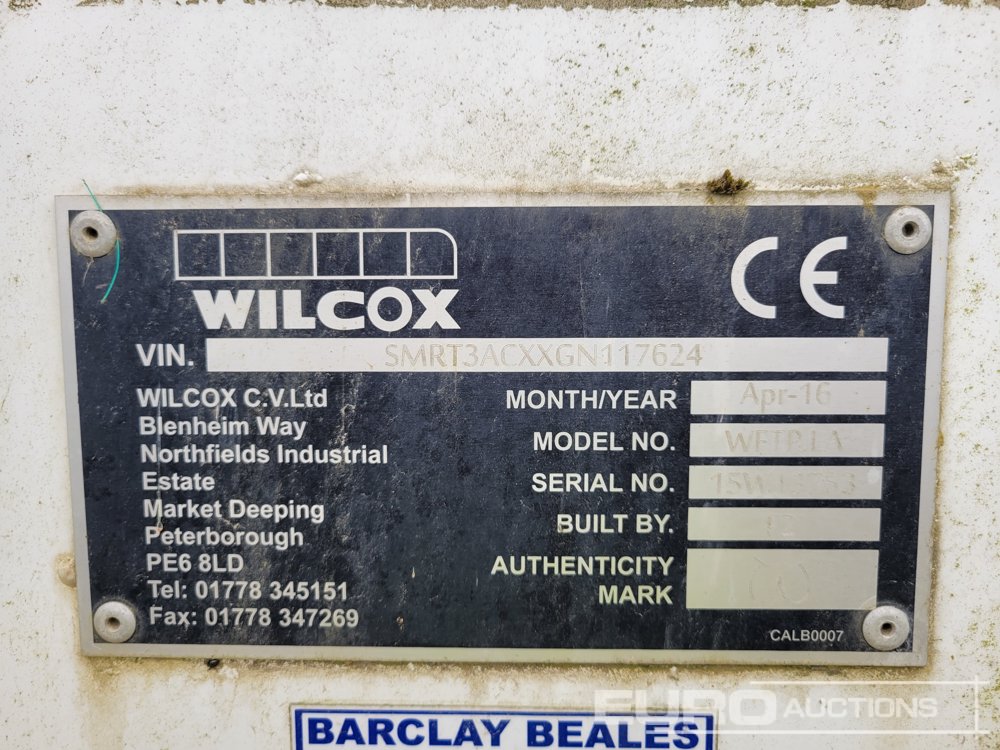 WILCOX
CE
VIN. SMRT3ACXXGN117624
WILCOX C.V.Ltd
Blenheim Way
Northfields Industrial
Estate
Market Deeping
Peterborough
PE6 8LD
Tel: 01778 345151
Fax: 01778 347269
MONTH/YEAR Apr-16
MODEL NO.
SERIAL NO.
BUILT BY.
AUTHENTICITY
MARK
CALB0007
BARCLAY BEALES
EURO AUCTIONS